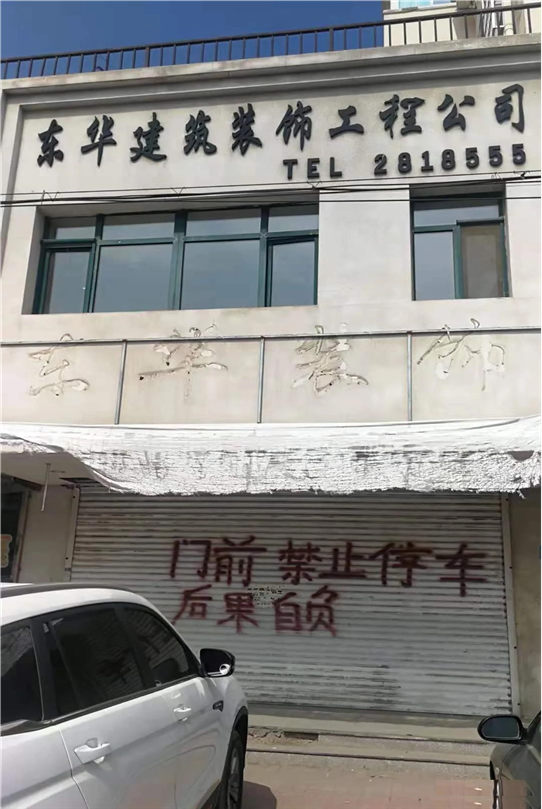 东华建筑装饰工程公司
TEL 2818555
东华装饰
门前禁止停车
后果自负